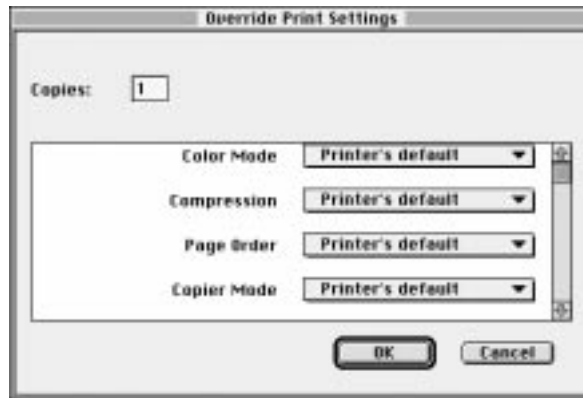 Override Print Settings
Copies: 1
Color Mode Printer's default
Compression Printer's default
Page Order Printer's default
Copier Mode Printer's default
OK Cancel